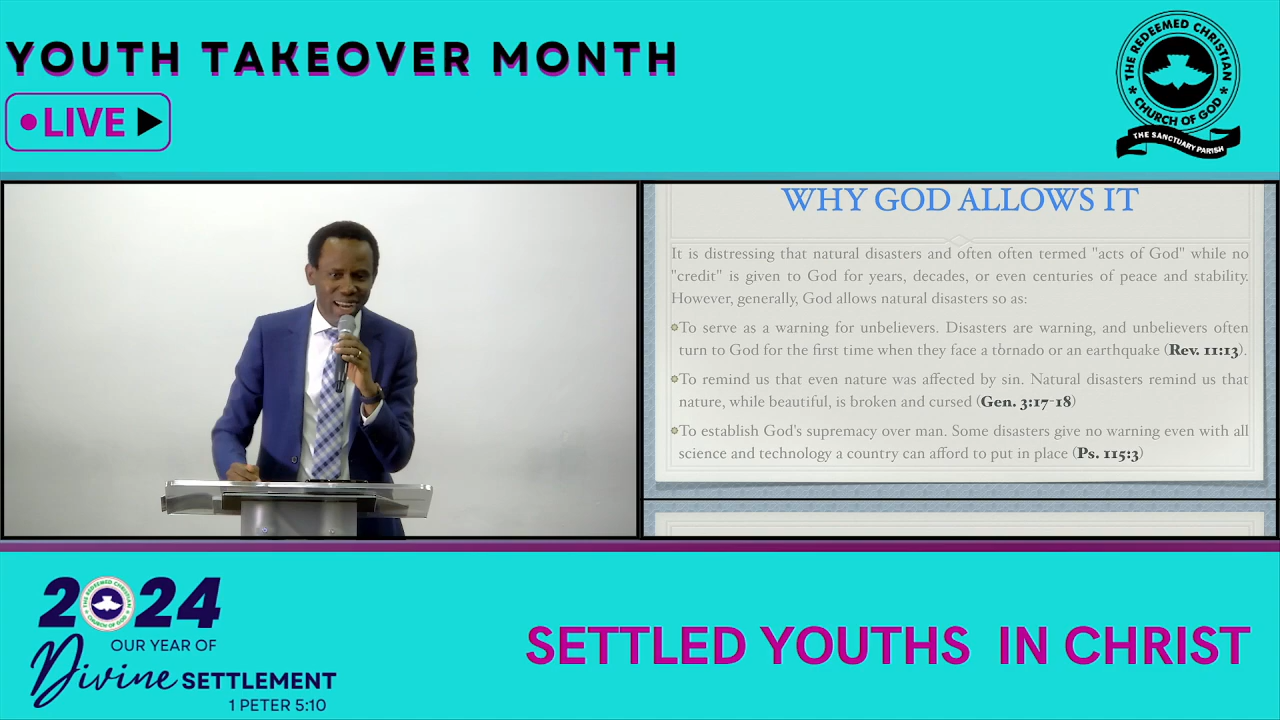 YOUTH TAKEOVER MONTH
LIVE
THE REDEEMED CHRISTIAN
CHURCH OF GOD
THE SANCTUARY PARISH
WHY GOD ALLOWS IT
It is distressing that natural disasters and often often termed "acts of God" while no
"credit" is given to God for years, decades, or even centuries of peace and stability.
However, generally, God allows natural disasters so as:
To serve as a warning for unbelievers. Disasters are warning, and unbelievers often
turn to God for the first time when they face a tornado or an earthquake (Rev. 11:13).
To remind us that even nature was affected by sin. Natural disasters remind us that
nature, while beautiful, is broken and cursed (Gen. 3:17-18)
To establish God's supremacy over man. Some disasters give no warning even with all
science and technology a country can afford to put in place (Ps. 115:3)
2024
THE REDEEMED CHRISTIAN
CHURCH OF GOD
OUR YEAR OF
Divine SETTLEMENT
1 PETER 5:10
SETTLED YOUTHS IN CHRIST